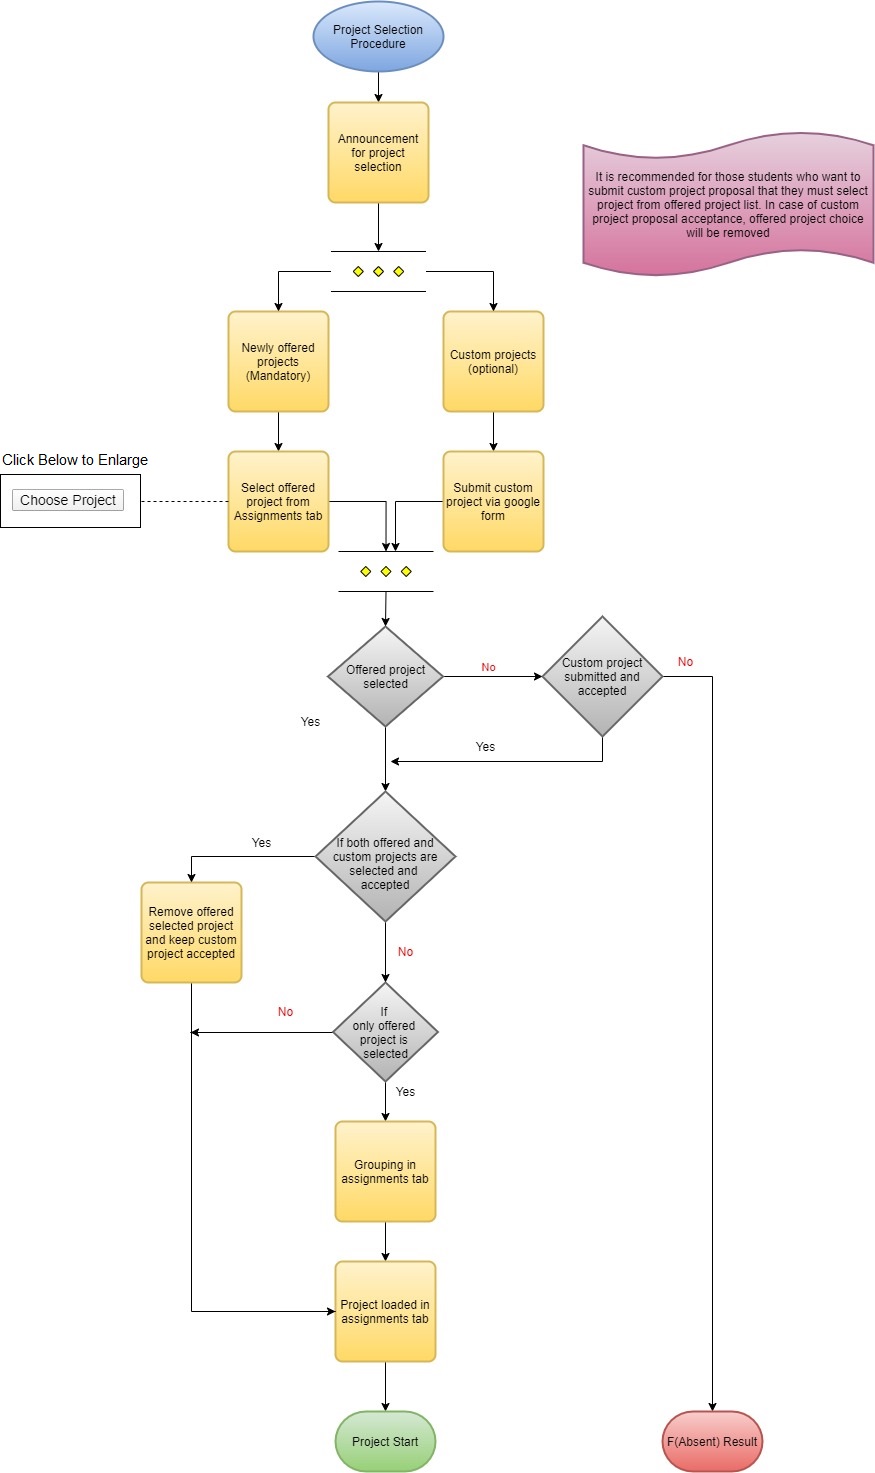 Project Selection
Procedure
Announcement
for project
selection
It is recommended for those students who want to
submit custom project proposal that they must select
project from offered project list. In case of custom
project proposal acceptance, offered project choice
will be removed
Newly offered
projects
(Mandatory)
Custom projects
(optional)
Click Below to Enlarge
Choose Project
Select offered
project from
Assignments tab
Submit custom
project via google
form
Offered project
selected
No
Custom project
submitted and
accepted
No
Yes
Yes
If both offered and
custom projects are
selected and
accepted
Yes
Remove offered
selected project
and keep custom
project accepted
No
If
only offered
project is
selected
No
Yes
Grouping in
assignments tab
Project loaded in
assignments tab
Project Start
F(Absent) Result